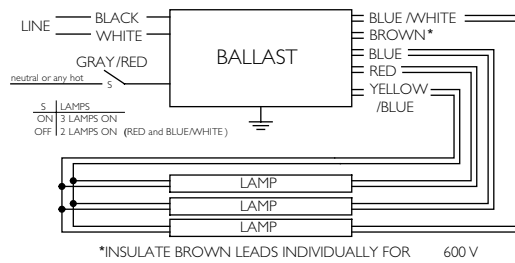 LINE
BLACK
WHITE
GRAY/RED
neutral or any hot
S
S LAMPS
ON 3 LAMPS ON
OFF 2 LAMPS ON (RED and BLUE/WHITE)
BALLAST
BLUE/WHITE
BROWN*
BLUE
RED
YELLOW
/BLUE
LAMP
LAMP
LAMP
*INSULATE BROWN LEADS INDIVIDUALLY FOR 600 V